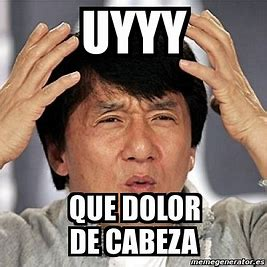 UYYY
QUE DOLOR
DE CABEZA
memegenerator.es